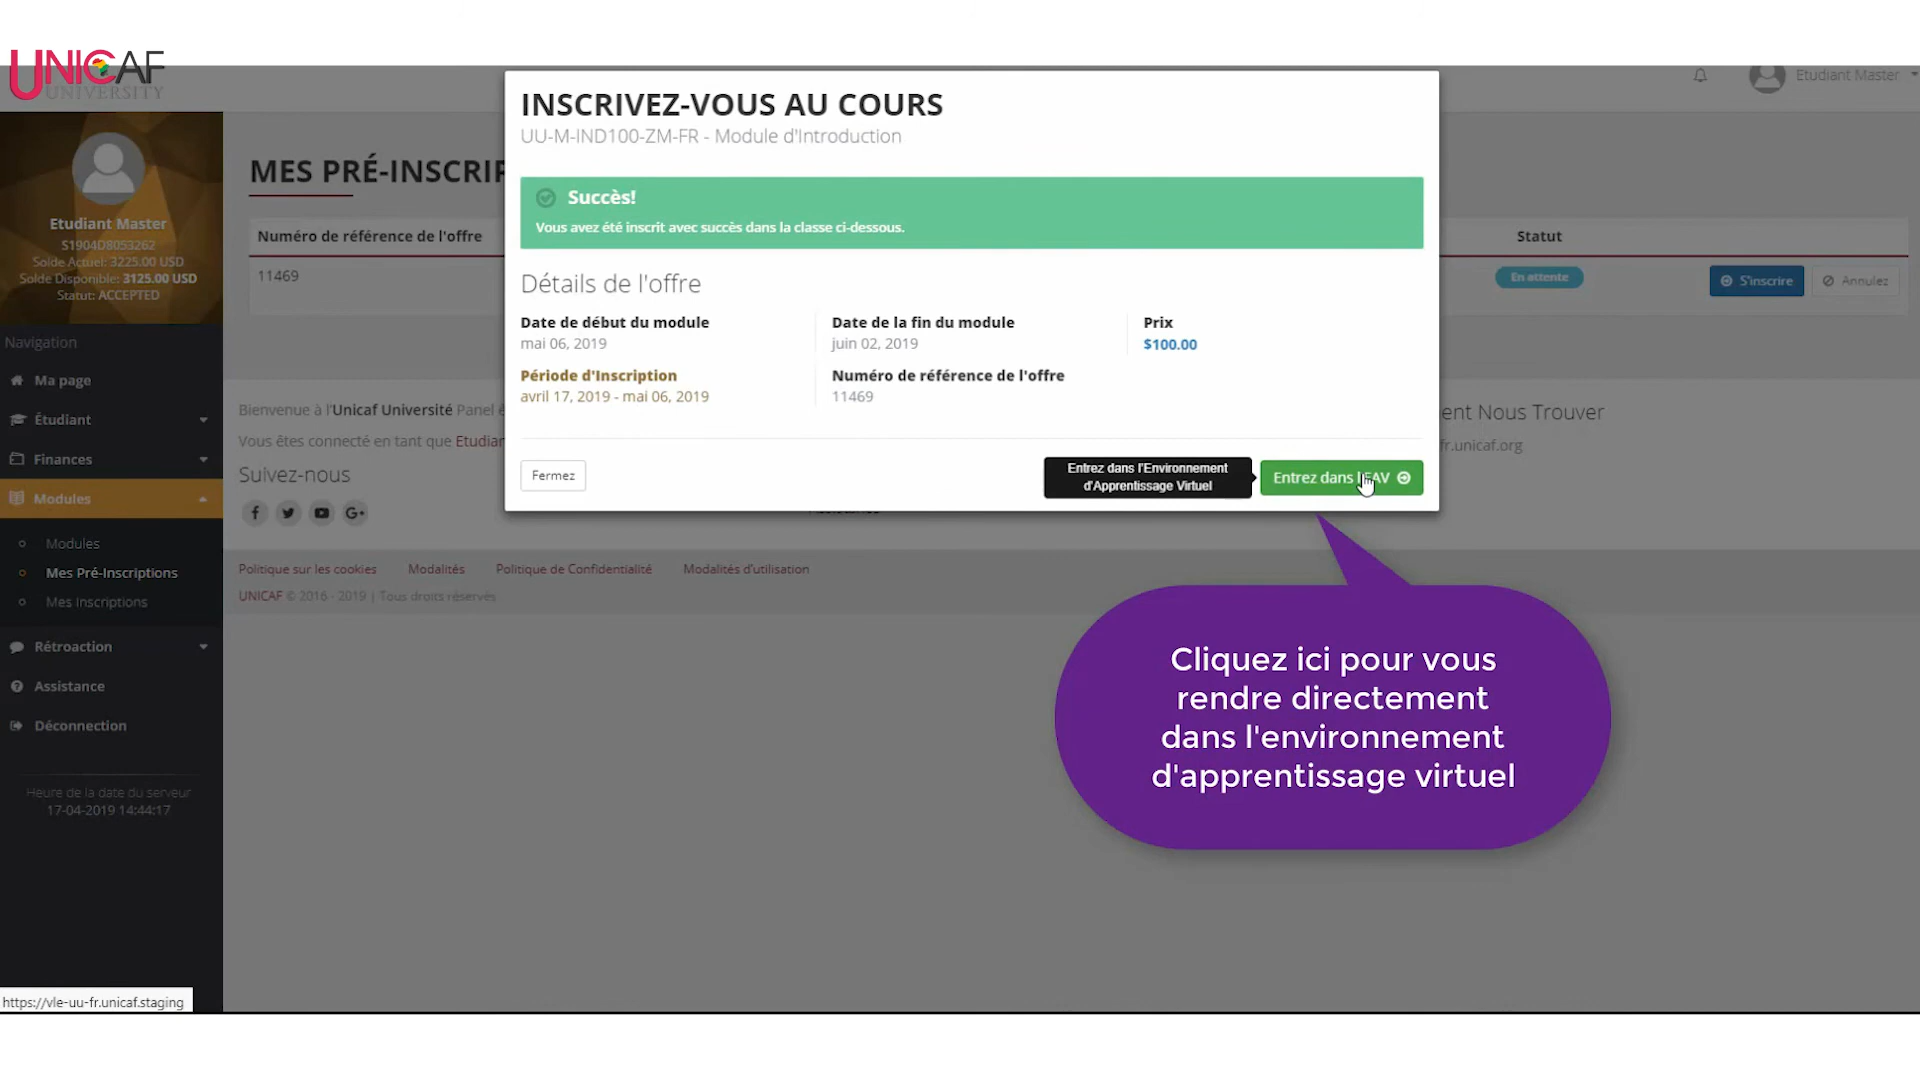 UNICAF
UNIVERSITY
Etudiant Master
INSCRIVEZ-VOUS AU COURS
UU-M-IND100-ZM-FR - Module d'Introduction
Succès!
Vous avez été inscrit avec succès dans la classe ci-dessous.
Détails de l'offre
Date de début du module
mai 06, 2019
Date de la fin du module
juin 02, 2019
Prix
$100.00
Période d'Inscription
avril 17, 2019 - mai 06, 2019
Numéro de référence de l'offre
11469
Fermez
Entrez dans l'Environnement
d'Apprentissage Virtuel
Entrez dans l'EAV
Etudiant Master
S1904D8053262
Solde Actuel: 3225.00 USD
Solde Disponible: 3125.00 USD
Statut: ACCEPTED
Navigation
Ma page
Étudiant
Finances
Modules
Modules
Mes Pré-Inscriptions
Mes Inscriptions
Rétroaction
Assistance
Déconnection
Heure de la date du serveur
17-04-2019 14:44:17
MES PRÉ-INSCRIP
Numéro de référence de l'offre
Statut
11469
En attente
S'inscrire
Annulez
Bienvenue à l'Unicaf Université Panel
Vous êtes connecté en tant que Etudian
Suivez-nous
ent Nous Trouver
fr.unicaf.org
Politique sur les cookies
Modalités
Politique de Confidentialité
Modalités d'utilisation
UNICAF © 2016 - 2019 | Tous droits réservés
Cliquez ici pour vous
rendre directement
dans l'environnement
d'apprentissage virtuel
https://vle-uu-fr.unicaf.staging